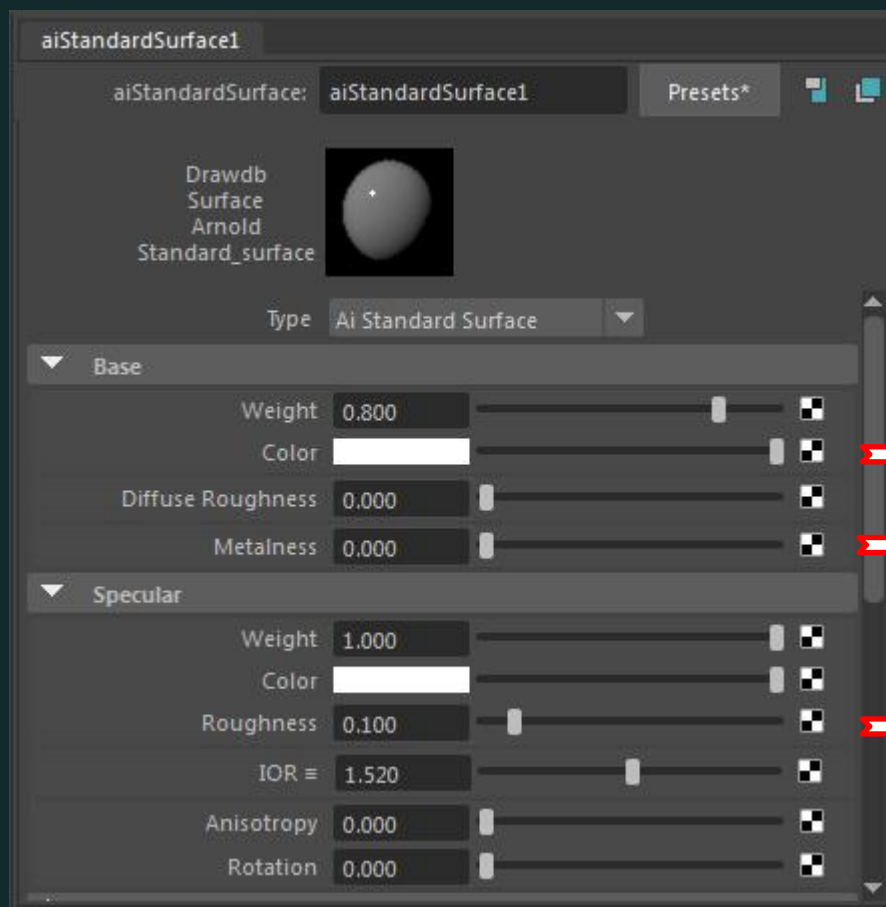 aiStandardSurface1
aiStandardSurface: aiStandardSurface1 Presets*
Drawdb
Surface
Arnold
Standard_surface
Type Ai Standard Surface
Base
Weight 0.800
Color
Diffuse Roughness 0.000
Metalness 0.000
Specular
Weight 1.000
Color
Roughness 0.100
IOR ≡ 1.520
Anisotropy 0.000
Rotation 0.000